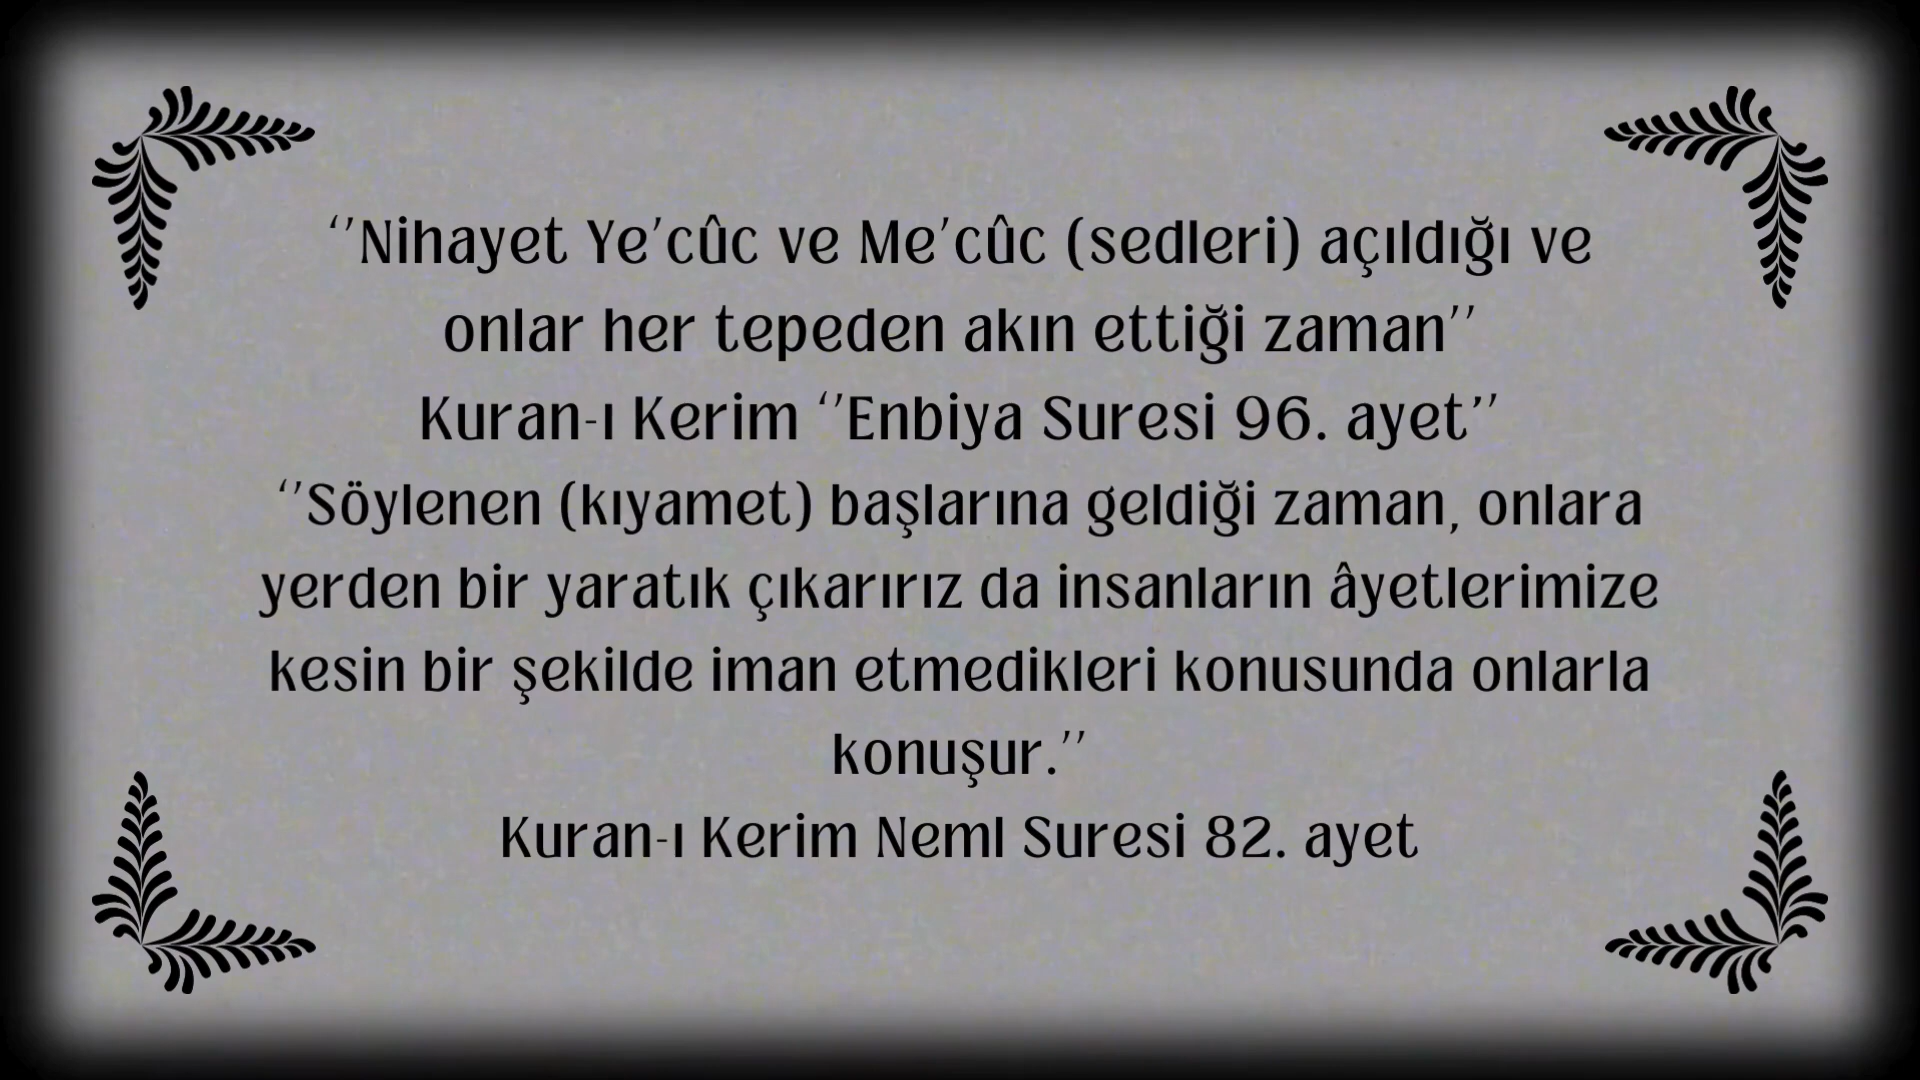 ‘’Nihayet Ye’cûc ve Me’cûc (sedleri) açıldığı ve
onlar her tepeden akın ettiği zaman’’
Kuran-ı Kerim ‘’Enbiya Suresi 96. ayet’’
‘’Söylenen (kıyamet) başlarına geldiği zaman, onlara
yerden bir yaratık çıkarırız da insanların âyetlerimize
kesin bir şekilde iman etmedikleri konusunda onlarla
konuşur.’’
Kuran-ı Kerim Neml Suresi 82. ayet